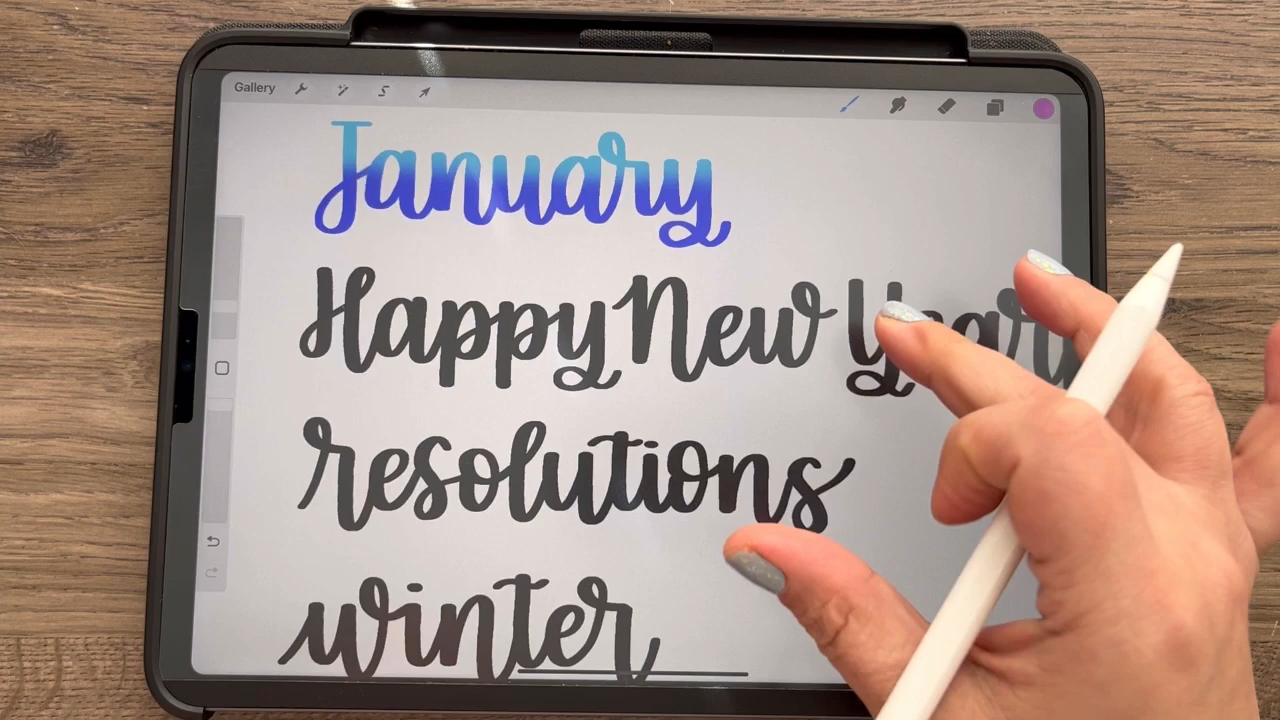 Gallery
January
Happy New Year
resolutions
winter